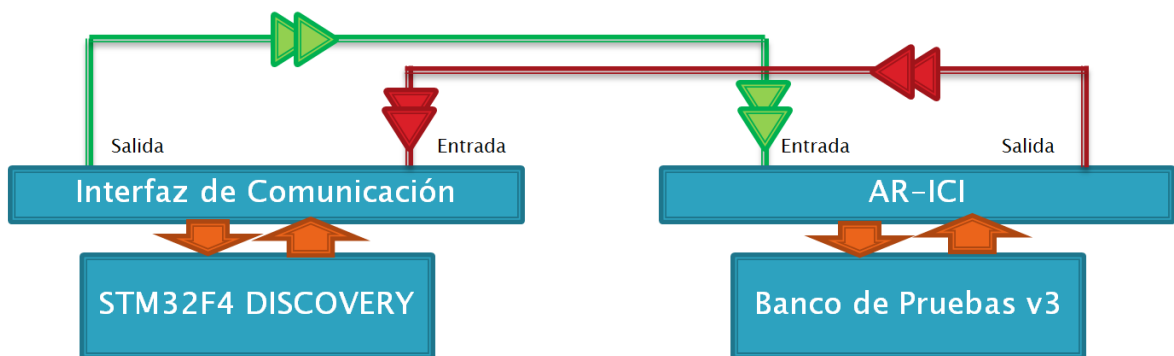 Salida
Entrada
Entrada
Salida
Interfaz de Comunicación
AR-ICI
STM32F4 DISCOVERY
Banco de Pruebas v3